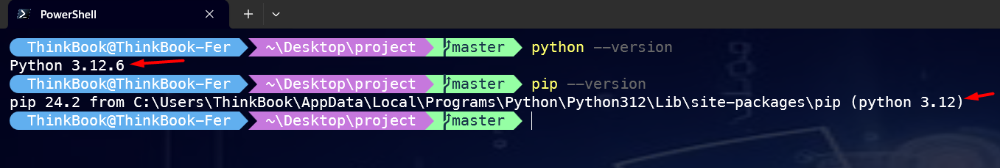 PowerShell
ThinkBook@ThinkBook-Fer ~\Desktop\project master python --version
Python 3.12.6
ThinkBook@ThinkBook-Fer ~\Desktop\project master pip --version
pip 24.2 from C:\Users\ThinkBook\AppData\Local\Programs\Python\Python312\Lib\site-packages\pip (python 3.12)
ThinkBook@ThinkBook-Fer ~\Desktop\project master